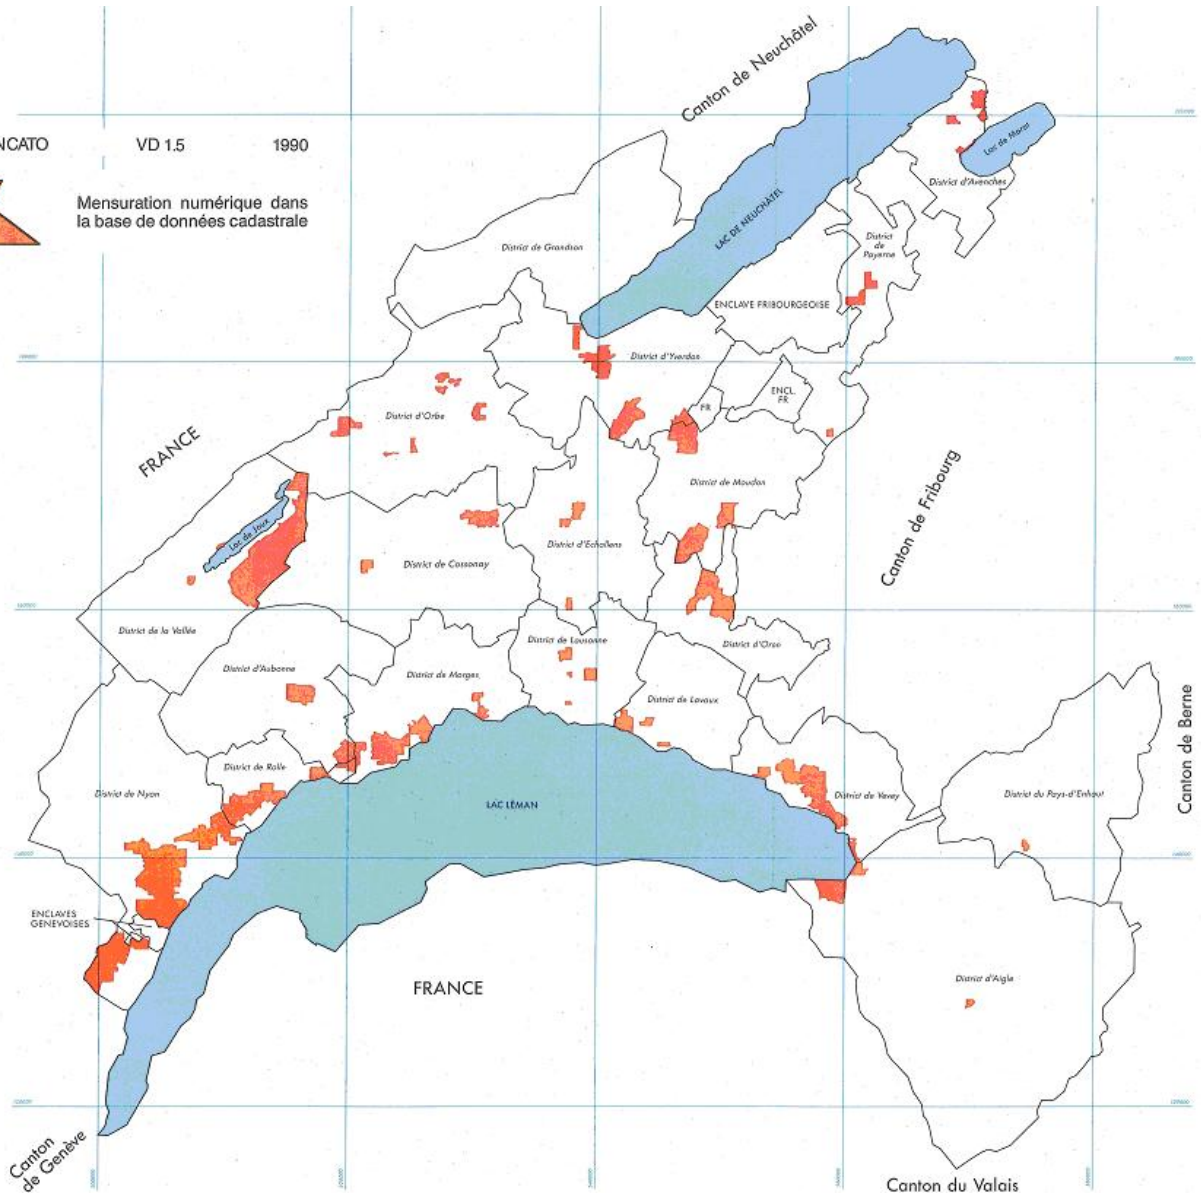 Canton de Neuchâtel
NCATO
VD 1.5
1990
Lac de Morat
Mensuration numérique dans
la base de données cadastrale
District d'Avenches
LAC DE NEUCHÂTEL
District de Grandson
District
de
Payerne
ENCLAVE FRIBOURGEOISE
District d'Yverdon
ENCL.
FR
FR
District d'Orbe
FRANCE
District de Moudon
Canton de Fribourg
Lac de Joux
District d'Echallens
District de Cossonay
District de la Vallée
District de Lausanne
District d'Oron
District d'Aubonne
District de Morges
District de Lavaux
Canton de Berne
District de Rolle
District de Nyon
LAC LÉMAN
District de Vevey
District du Pays-d'Enhaut
ENCLAVES
GENEVOISES
FRANCE
District d'Aigle
Canton
de Genève
Canton du Valais